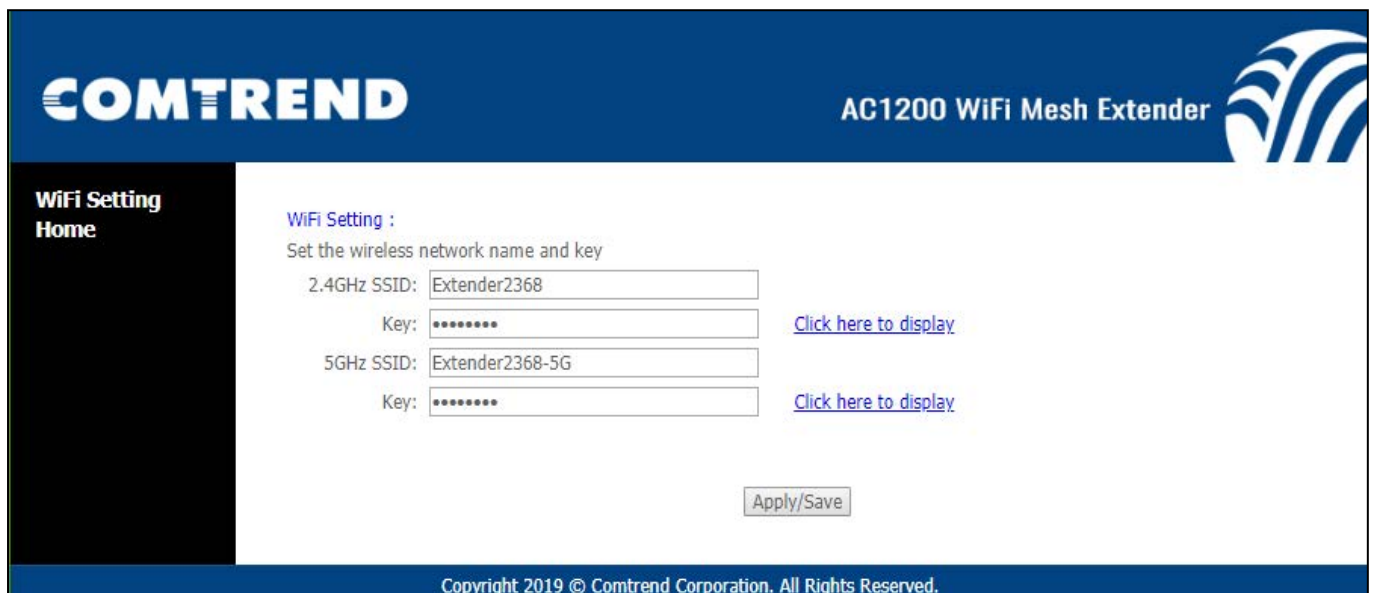 COMTREND
AC1200 WiFi Mesh Extender
WiFi Setting
Home
WiFi Setting :
Set the wireless network name and key
2.4GHz SSID: Extender2368
Key: •••••••• Click here to display
5GHz SSID: Extender2368-5G
Key: •••••••• Click here to display
Apply/Save
Copyright 2019 © Comtrend Corporation. All Rights Reserved.